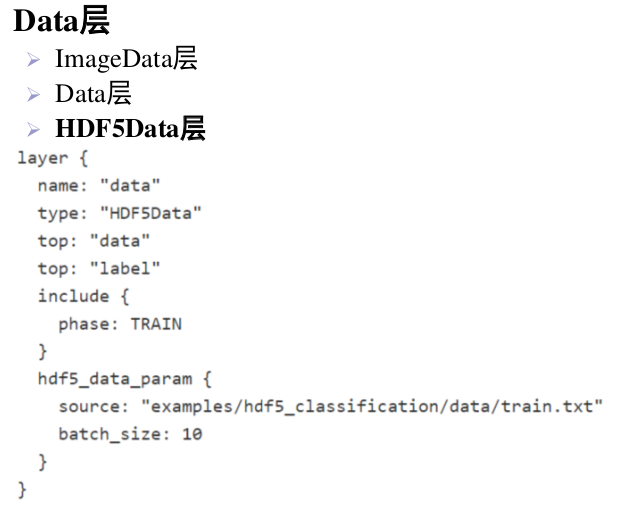 Data层
ImageData层
Data层
HDF5Data层
layer {
  name: "data"
  type: "HDF5Data"
  top: "data"
  top: "label"
  include {
    phase: TRAIN
  }
  hdf5_data_param {
    source: "examples/hdf5_classification/data/train.txt"
    batch_size: 10
  }
}